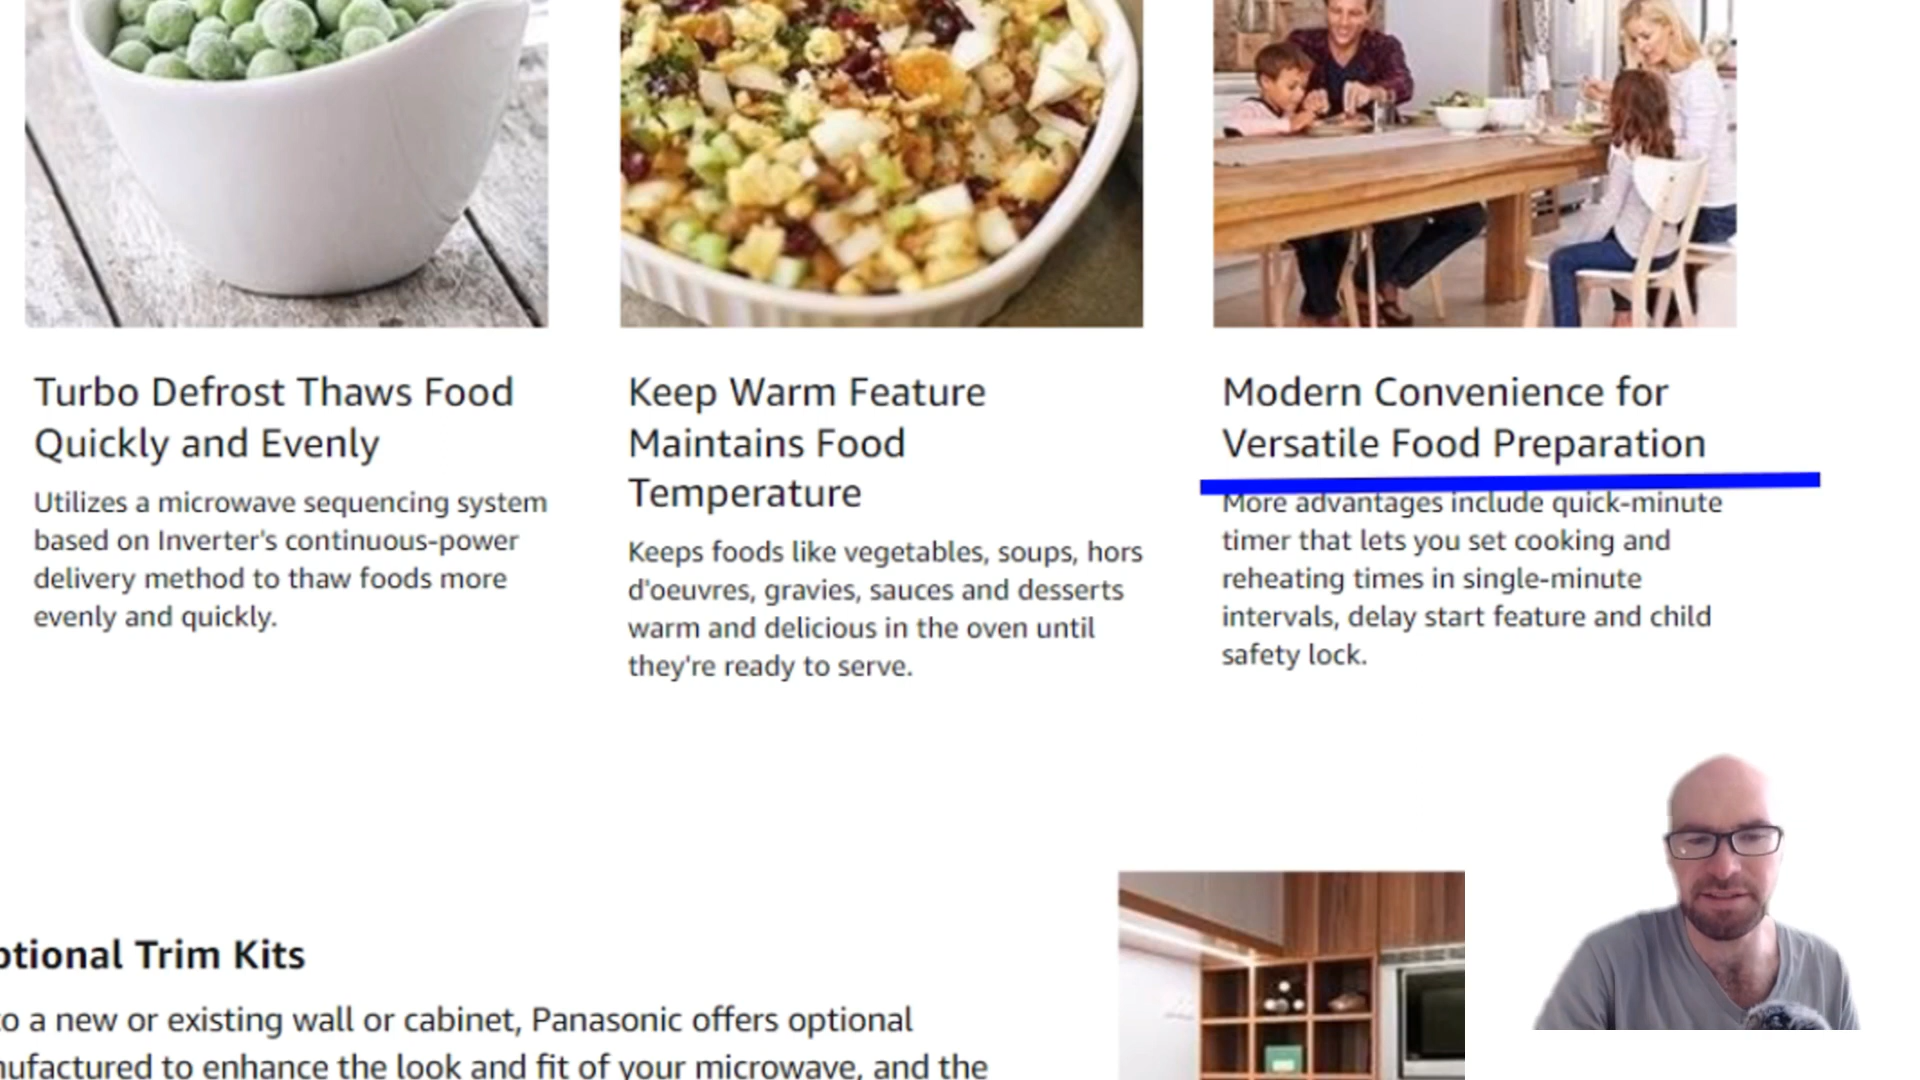 Turbo Defrost Thaws Food
Quickly and Evenly
Utilizes a microwave sequencing system
based on Inverter's continuous-power
delivery method to thaw foods more
evenly and quickly.
Keep Warm Feature
Maintains Food
Temperature
Keeps foods like vegetables, soups, hors
d'oeuvres, gravies, sauces and desserts
warm and delicious in the oven until
they're ready to serve.
Modern Convenience for
Versatile Food Preparation
More advantages include quick-minute
timer that lets you set cooking and
reheating times in single-minute
intervals, delay start feature and child
safety lock.
ptional Trim Kits
to a new or existing wall or cabinet, Panasonic offers optional
nufactured to enhance the look and fit of your microwave, and the